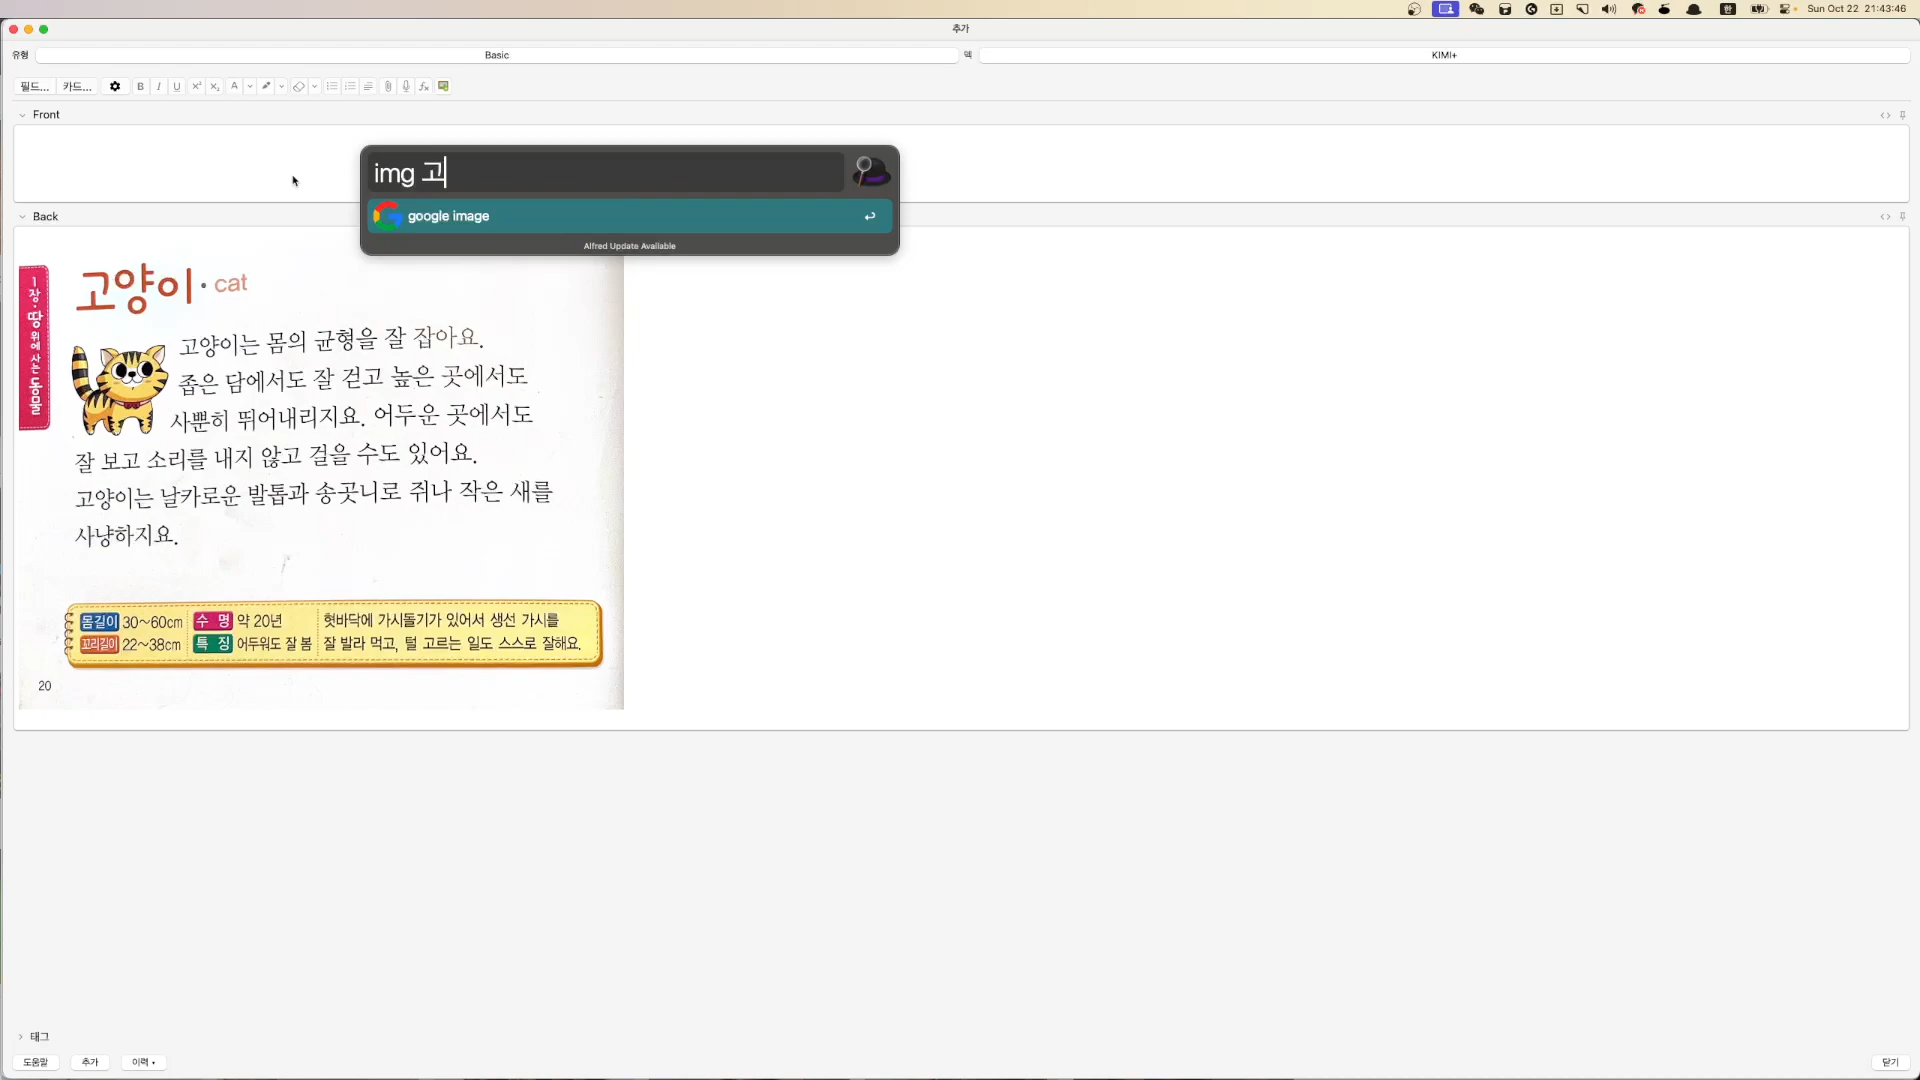 Sun Oct 22 21:43:46
추가
유형
Basic
덱
KIMI+
필드...
카드...
Front
img 고
google image
Alfred Update Available
Back
1장·땅 위에 사는 동물
고양이 · cat
고양이는 몸의 균형을 잘 잡아요.
좁은 담에서도 잘 걷고 높은 곳에서도
사뿐히 뛰어내리지요. 어두운 곳에서도
잘 보고 소리를 내지 않고 걸을 수도 있어요.
고양이는 날카로운 발톱과 송곳니로 쥐나 작은 새를
사냥하지요.
몸길이 30~60cm 수 명 약 20년 혓바닥에 가시돌기가 있어서 생선 가시를
꼬리길이 22~38cm 특 징 어두워도 잘 봄 잘 발라 먹고, 털 고르는 일도 스스로 잘해요.
20
태그
도움말
추가
이력
닫기